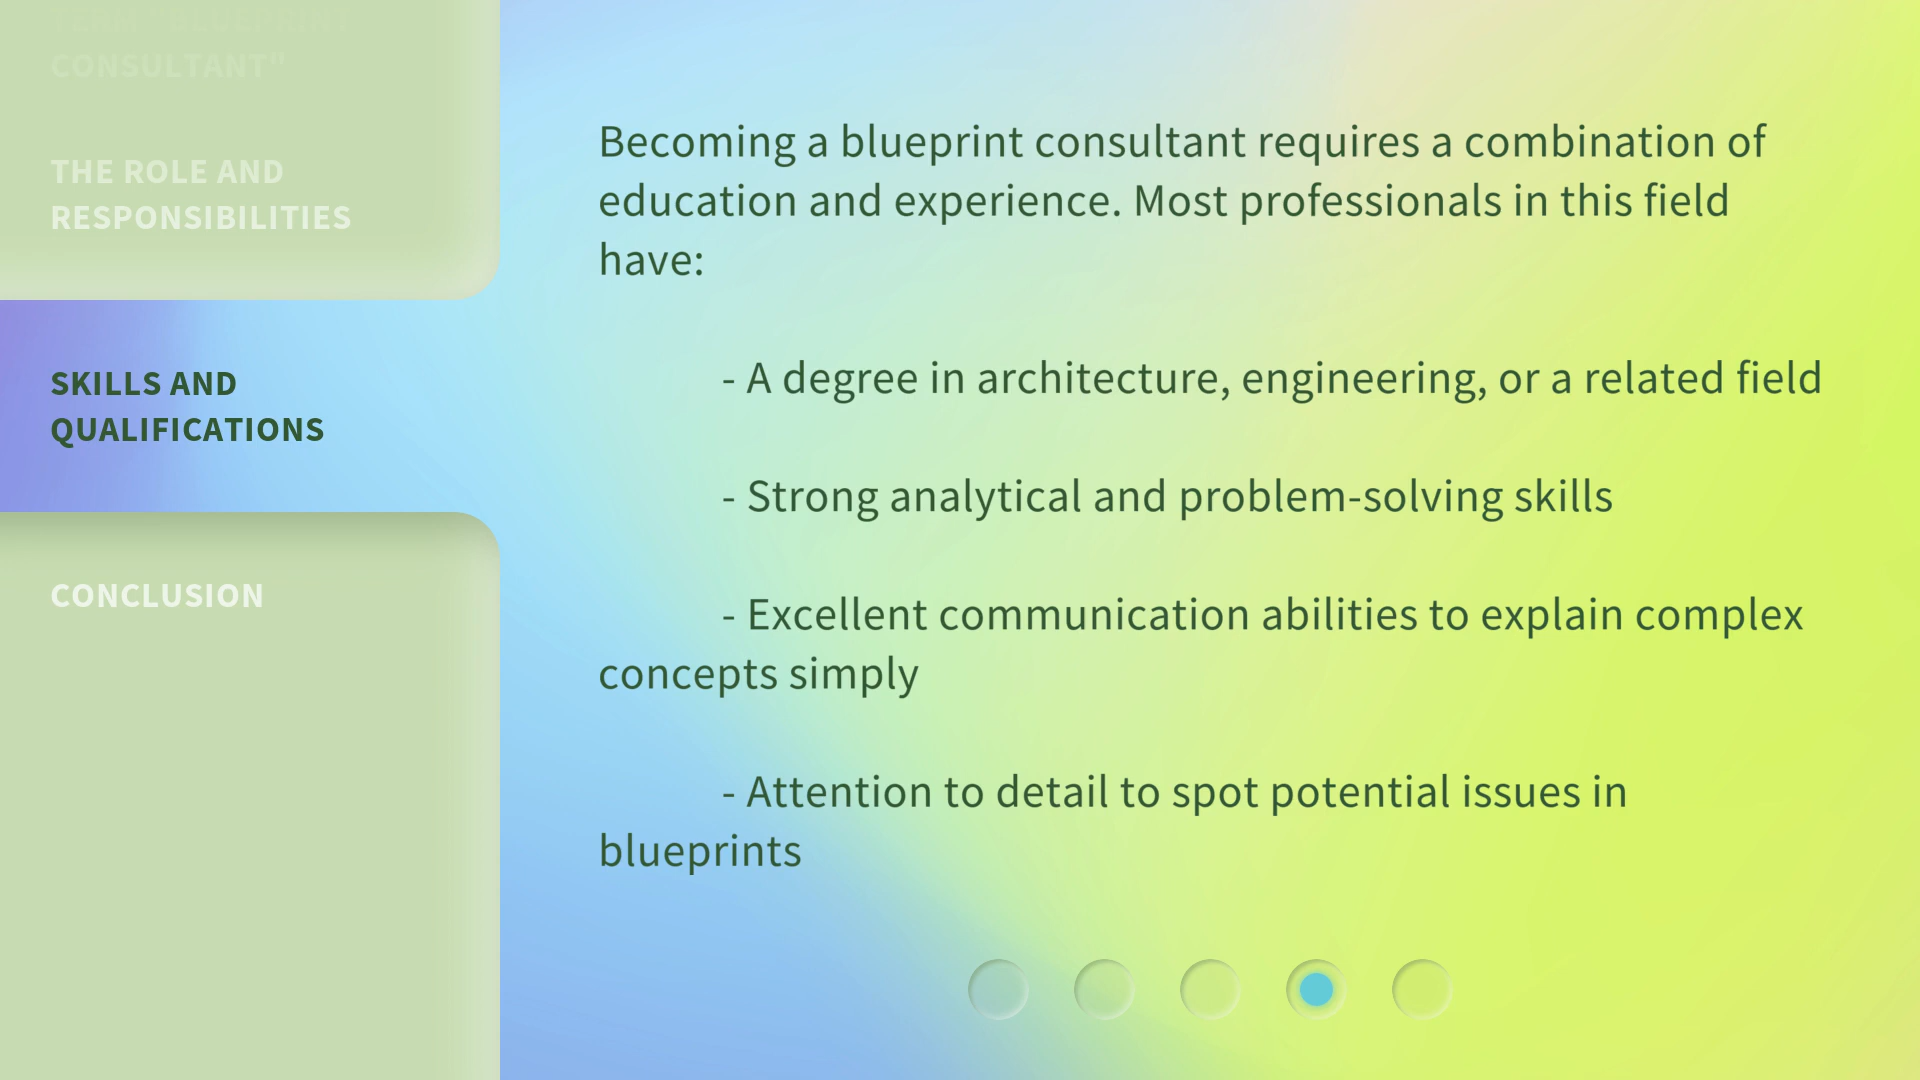 TERM "BLUEPRINT
CONSULTANT"
THE ROLE AND
RESPONSIBILITIES
SKILLS AND
QUALIFICATIONS
CONCLUSION
Becoming a blueprint consultant requires a combination of
education and experience. Most professionals in this field
have:
- A degree in architecture, engineering, or a related field
- Strong analytical and problem-solving skills
- Excellent communication abilities to explain complex
concepts simply
- Attention to detail to spot potential issues in
blueprints